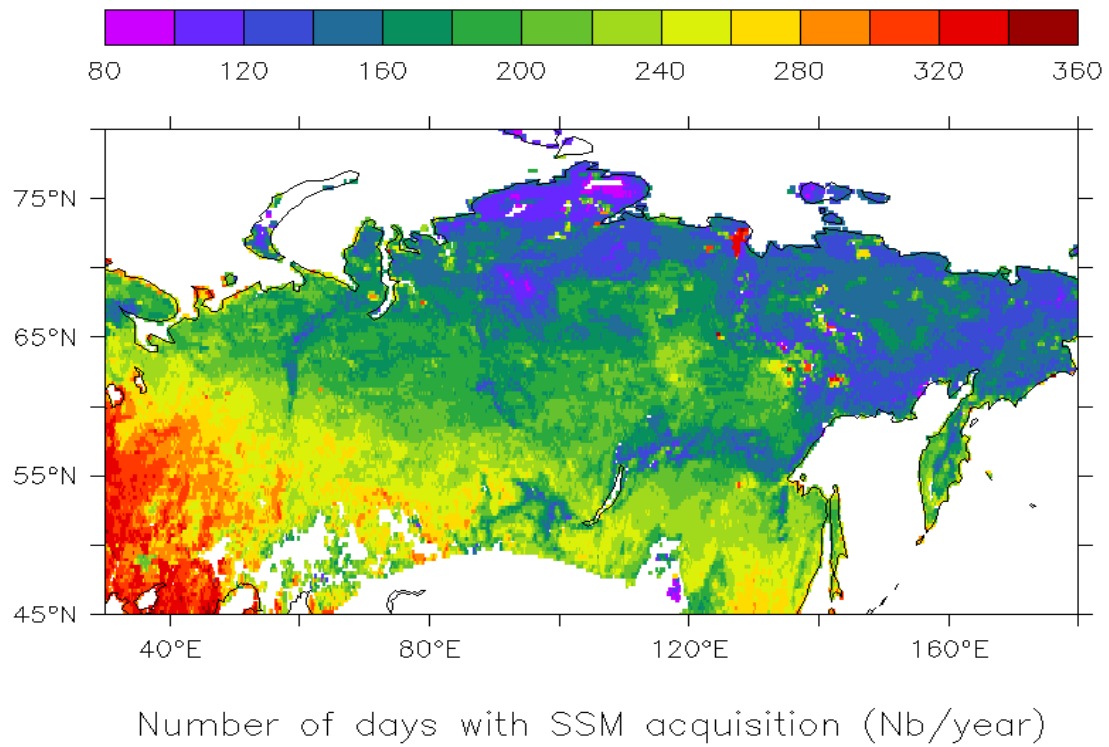 80 120 160 200 240 280 320 360
75°N
65°N
55°N
45°N
40°E 80°E 120°E 160°E
Number of days with SSM acquisition (Nb/year)